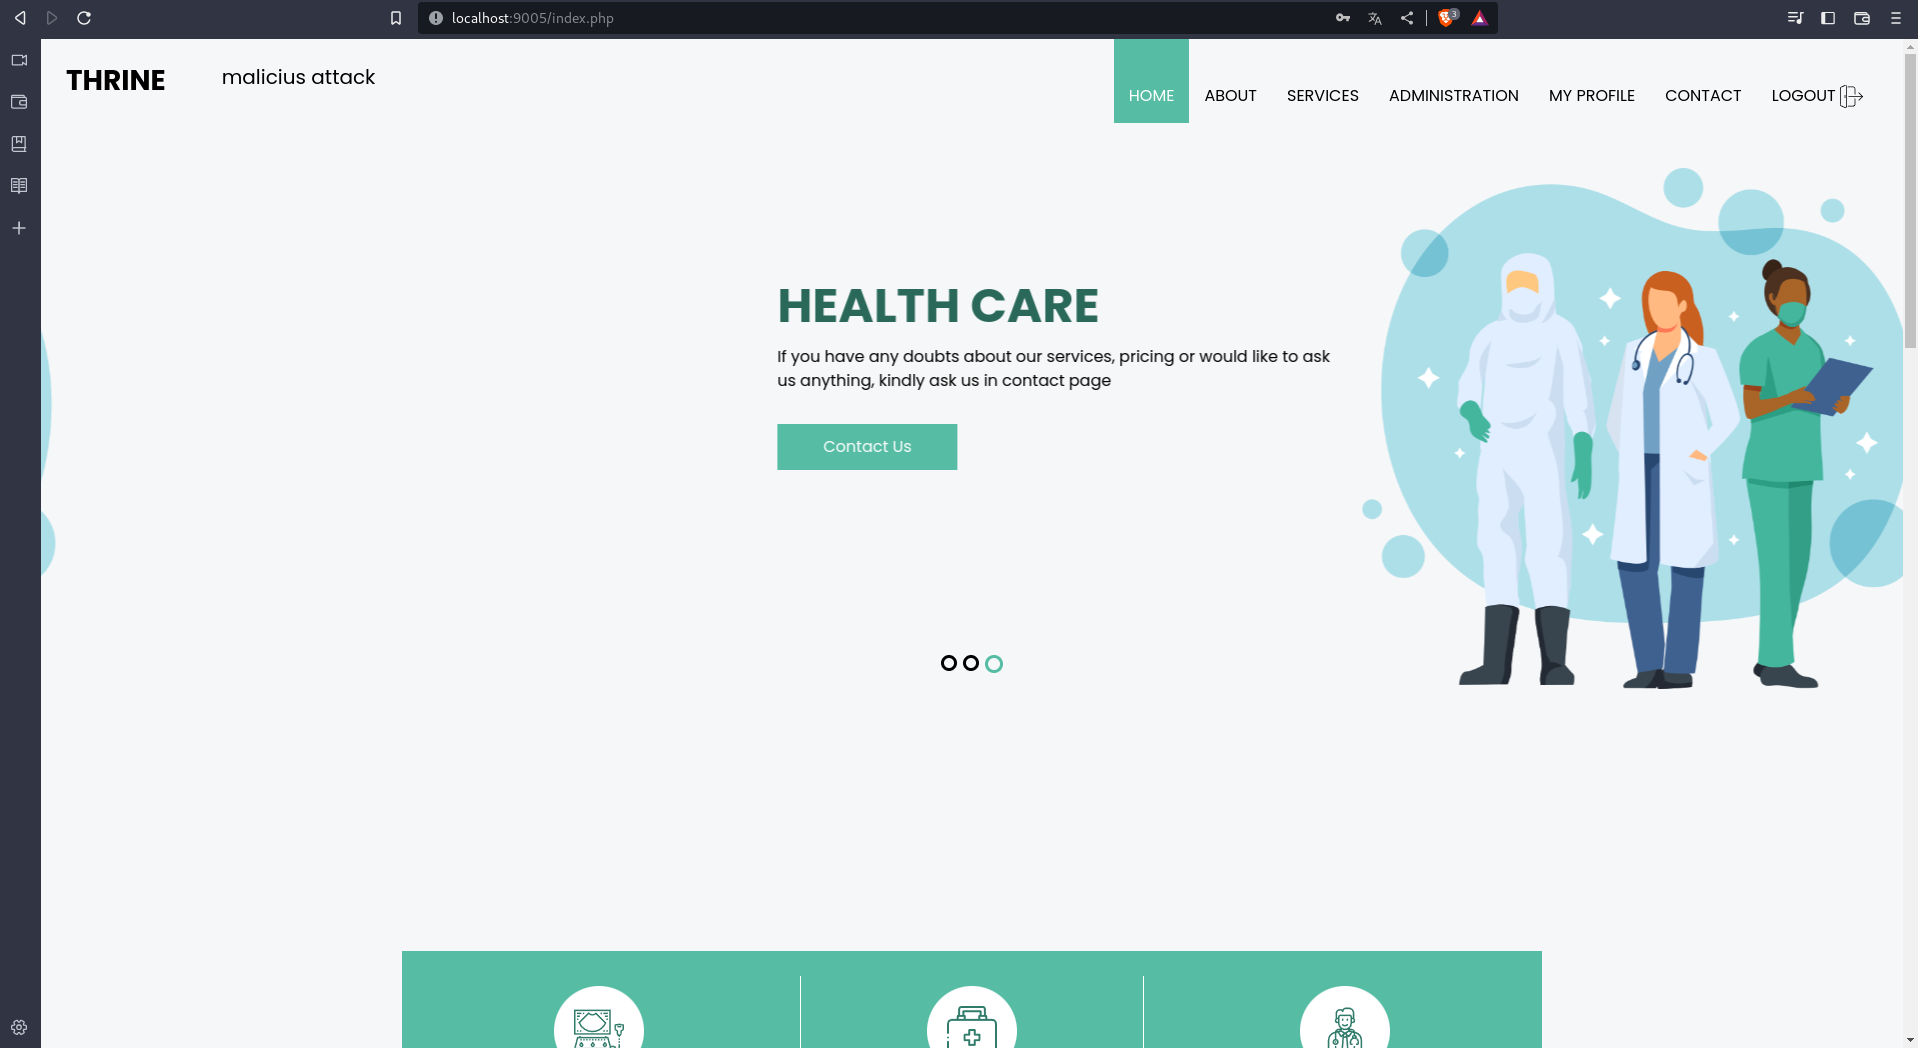 localhost:9005/index.php
3
THRINE
malicius attack
HOME ABOUT SERVICES ADMINISTRATION MY PROFILE CONTACT LOGOUT
HEALTH CARE
If you have any doubts about our services, pricing or would like to ask
us anything, kindly ask us in contact page
Contact Us